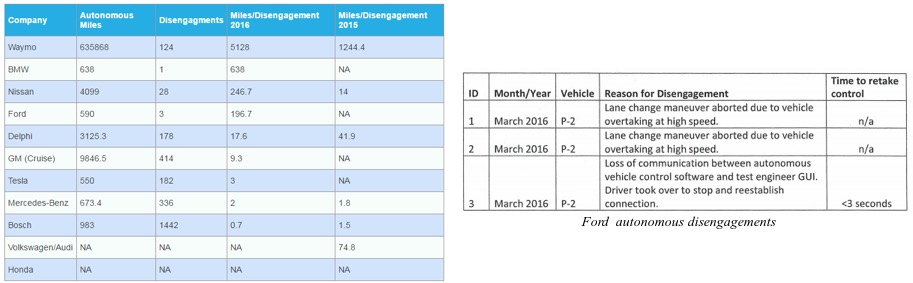 Company Autonomous Miles Disengagments Miles/Disengagement 2016 Miles/Disengagement 2015
Waymo 635868 124 5128 1244.4
BMW 638 1 638 NA
Nissan 4099 28 246.7 14
Ford 590 3 196.7 NA
Delphi 3125.3 178 17.6 41.9
GM (Cruise) 9846.5 414 9.3 NA
Tesla 550 182 3 NA
Mercedes-Benz 673.4 336 2 1.8
Bosch 983 1442 0.7 1.5
Volkswagen/Audi NA NA NA 74.8
Honda NA NA NA NA
ID Month/Year Vehicle Reason for Disengagement Time to retake control
1 March 2016 P-2 Lane change maneuver aborted due to vehicle overtaking at high speed. n/a
2 March 2016 P-2 Lane change maneuver aborted due to vehicle overtaking at high speed. n/a
3 March 2016 P-2 Loss of communication between autonomous vehicle control software and test engineer GUI. Driver took over to stop and reestablish connection. <3 seconds
Ford autonomous disengagements